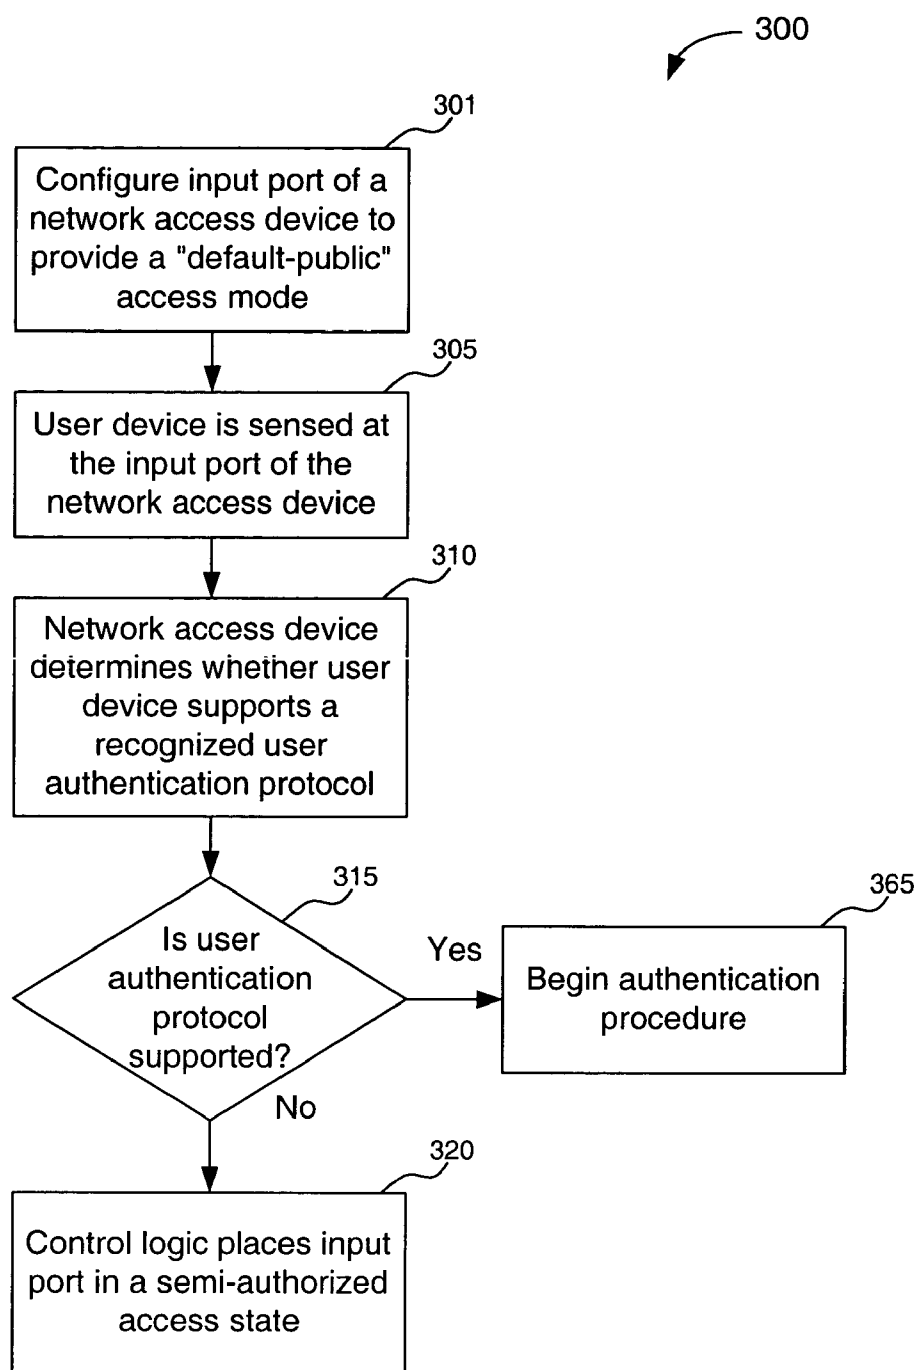 300
301
Configure input port of a
network access device to
provide a "default-public"
access mode
305
User device is sensed at
the input port of the
network access device
310
Network access device
determines whether user
device supports a
recognized user
authentication protocol
315
Is user
authentication
protocol
supported?
Yes
365
Begin authentication
procedure
No
320
Control logic places input
port in a semi-authorized
access state